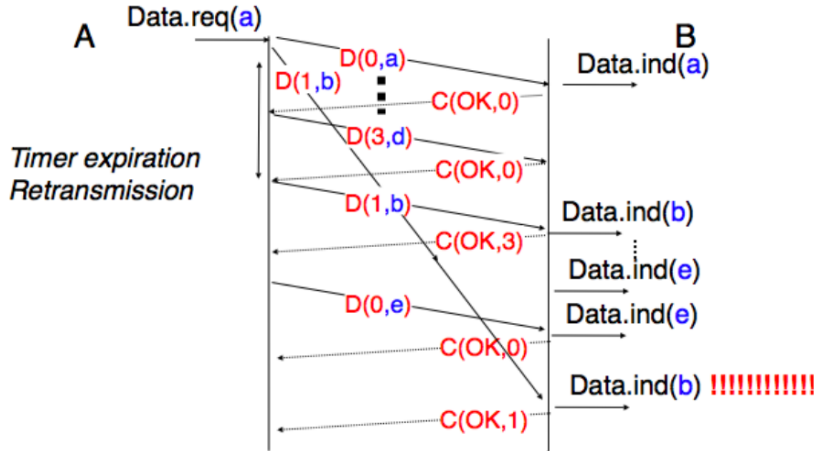 Data.req(a)
A
B
D(0,a)
Data.ind(a)
D(1,b)
C(OK,0)
D(3,d)
Timer expiration
Retransmission
C(OK,0)
D(1,b)
Data.ind(b)
C(OK,3)
Data.ind(e)
D(0,e)
Data.ind(e)
C(OK,0)
Data.ind(b) !!!!!!!!!!!!
C(OK,1)